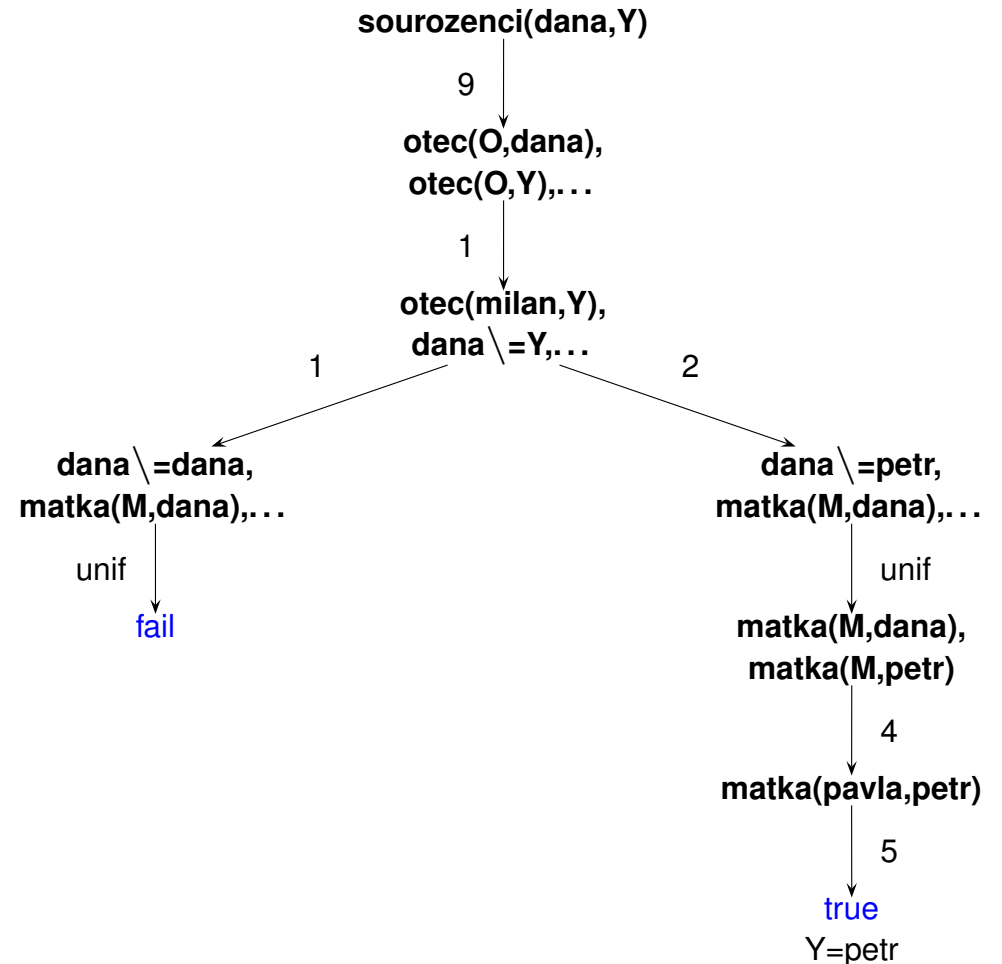 sourozenci(dana,Y)
9
otec(O,dana),
otec(O,Y),...
1
otec(milan,Y),
dana\=Y,...
1
2
dana\=dana,
matka(M,dana),...
dana\=petr,
matka(M,dana),...
unif
unif
fail
matka(M,dana),
matka(M,petr)
4
matka(pavla,petr)
5
true
Y=petr